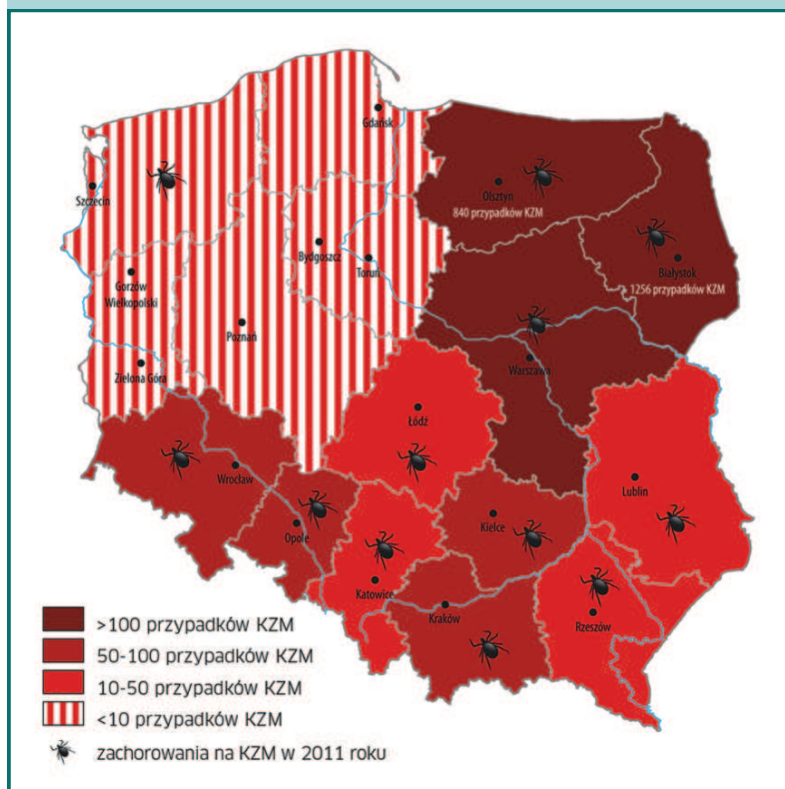 Gdańsk
Szczecin
Olsztyn
840 przypadków KZM
Białystok
1256 przypadków KZM
Bydgoszcz
Toruń
Gorzów
Wielkopolski
Poznań
Zielona Góra
Warszawa
Łódź
Wrocław
Lublin
Opole
Kielce
Katowice
Kraków
Rzeszów
>100 przypadków KZM
50-100 przypadków KZM
10-50 przypadków KZM
<10 przypadków KZM
zachorowania na KZM w 2011 roku